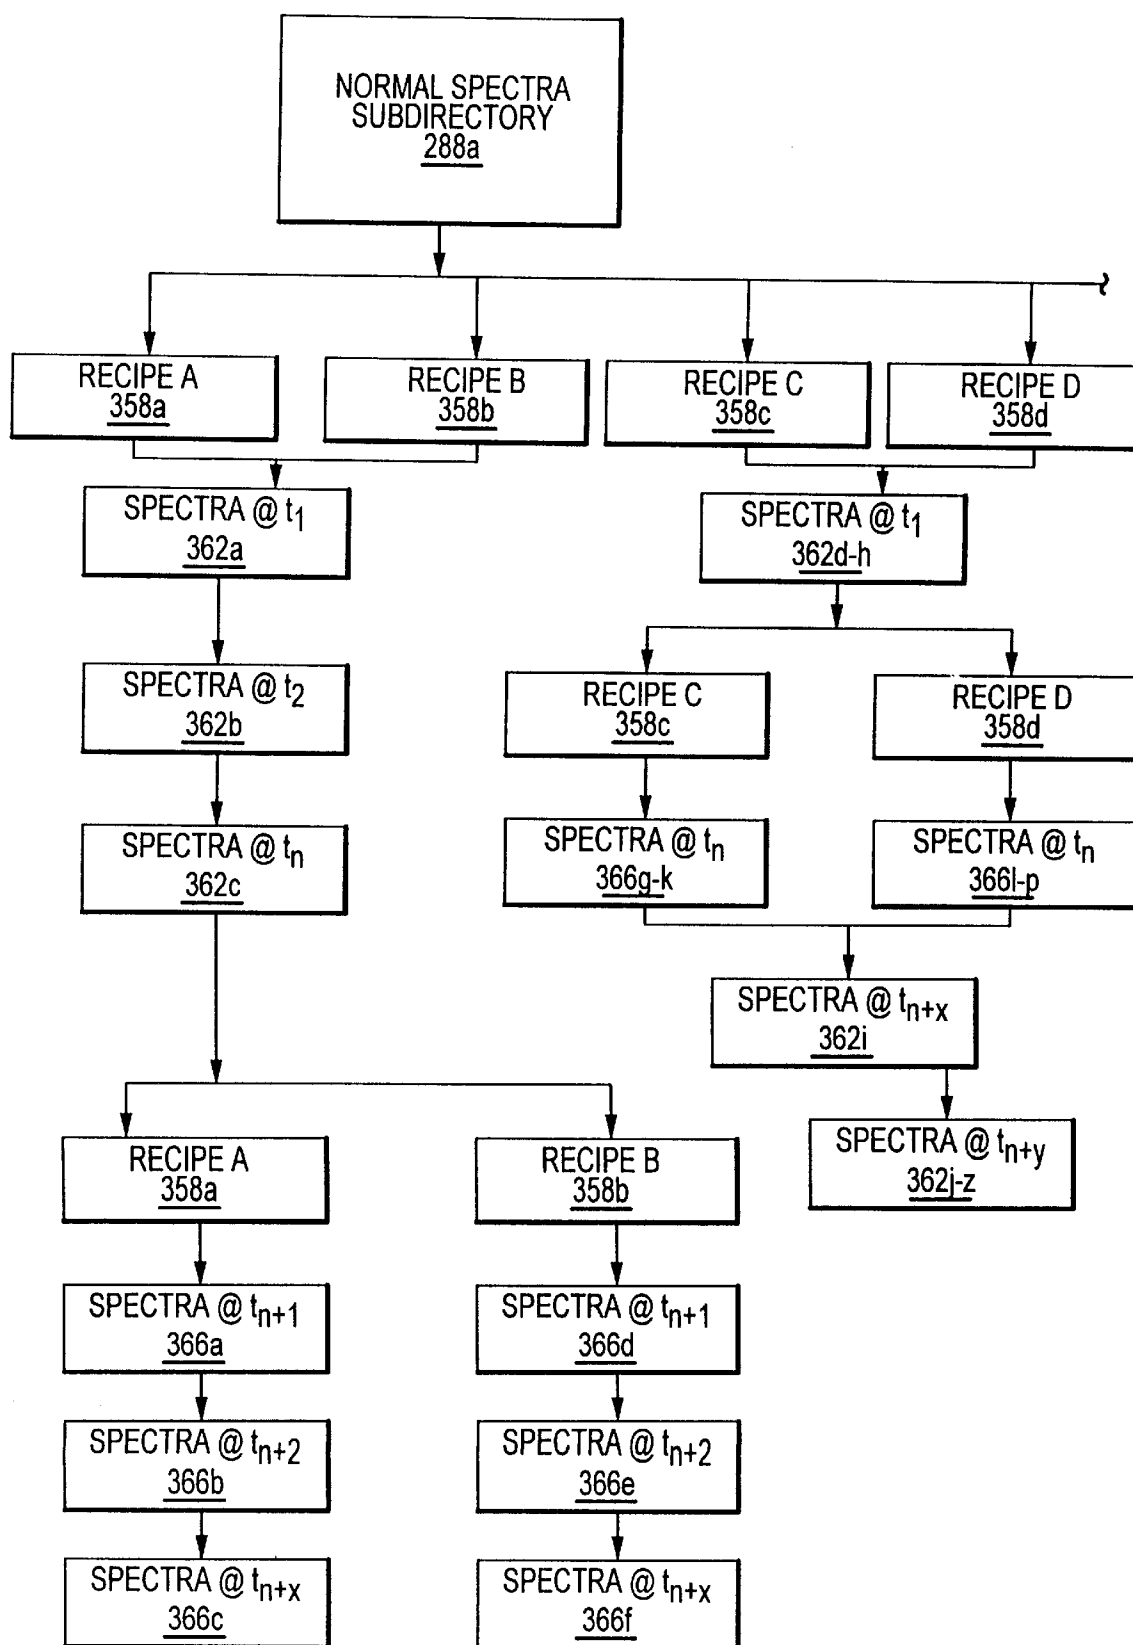 NORMAL SPECTRA
SUBDIRECTORY
288a
RECIPE A
358a
RECIPE B
358b
RECIPE C
358c
RECIPE D
358d
SPECTRA @ t1
362a
SPECTRA @ t1
362d-h
SPECTRA @ t2
362b
RECIPE C
358c
RECIPE D
358d
SPECTRA @ tn
362c
SPECTRA @ tn
366g-k
SPECTRA @ tn
366l-p
SPECTRA @ tn+x
362i
SPECTRA @ tn+y
362j-z
RECIPE A
358a
RECIPE B
358b
SPECTRA @ tn+1
366a
SPECTRA @ tn+1
366d
SPECTRA @ tn+2
366b
SPECTRA @ tn+2
366e
SPECTRA @ tn+x
366c
SPECTRA @ tn+x
366f